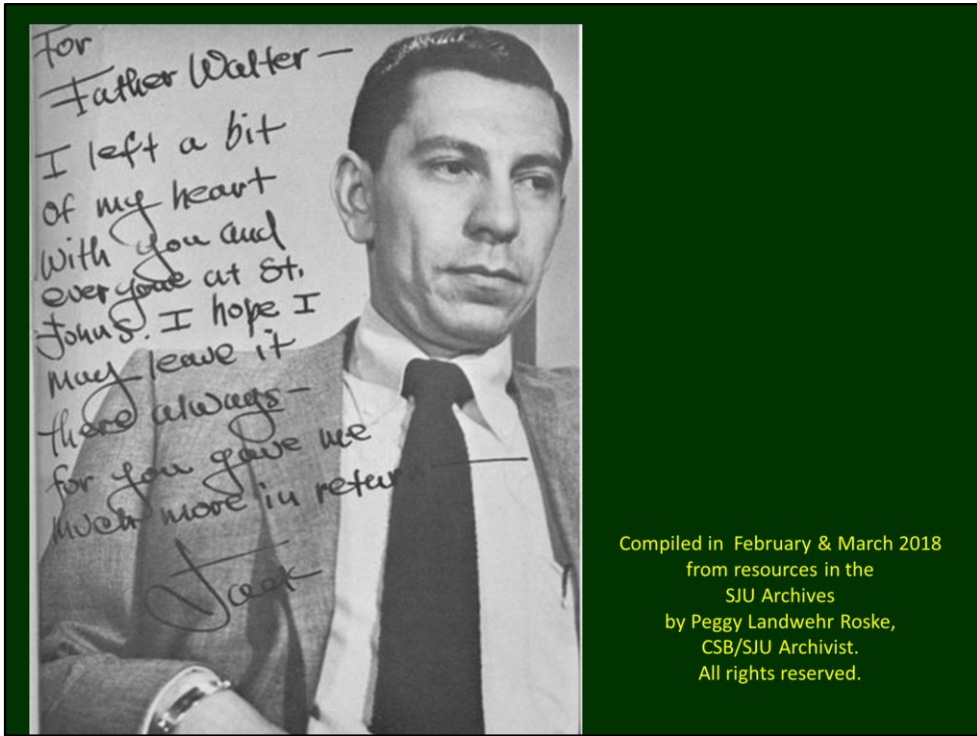 For
Father Walter —
I left a bit
of my heart
with you and
everyone at St.
Johns. I hope I
may leave it
there always —
for you gave me
much more in return —
Jack
Compiled in February & March 2018
from resources in the
SJU Archives
by Peggy Landwehr Roske,
CSB/SJU Archivist.
All rights reserved.